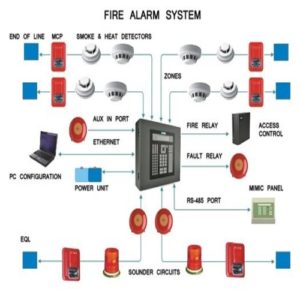 FIRE ALARM SYSTEM
END OF LINE MCP SMOKE & HEAT DETECTORS
ZONES
AUX IN PORT
FIRE RELAY
ACCESS
CONTROL
ETHERNET
FAULT RELAY
PC CONFIGURATION
POWER UNIT
RS-485 PORT
MIMIC PANEL
EQL
SOUNDER CIRCUITS